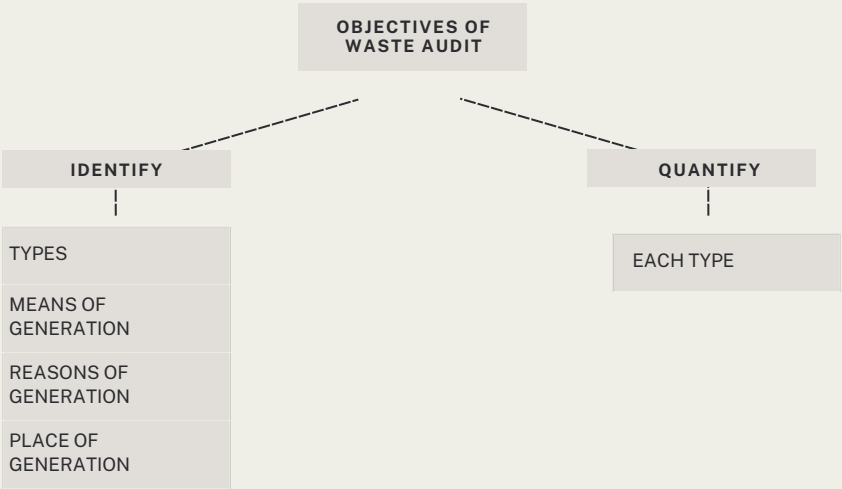 OBJECTIVES OF
WASTE AUDIT
IDENTIFY
QUANTIFY
TYPES
EACH TYPE
MEANS OF
GENERATION
REASONS OF
GENERATION
PLACE OF
GENERATION